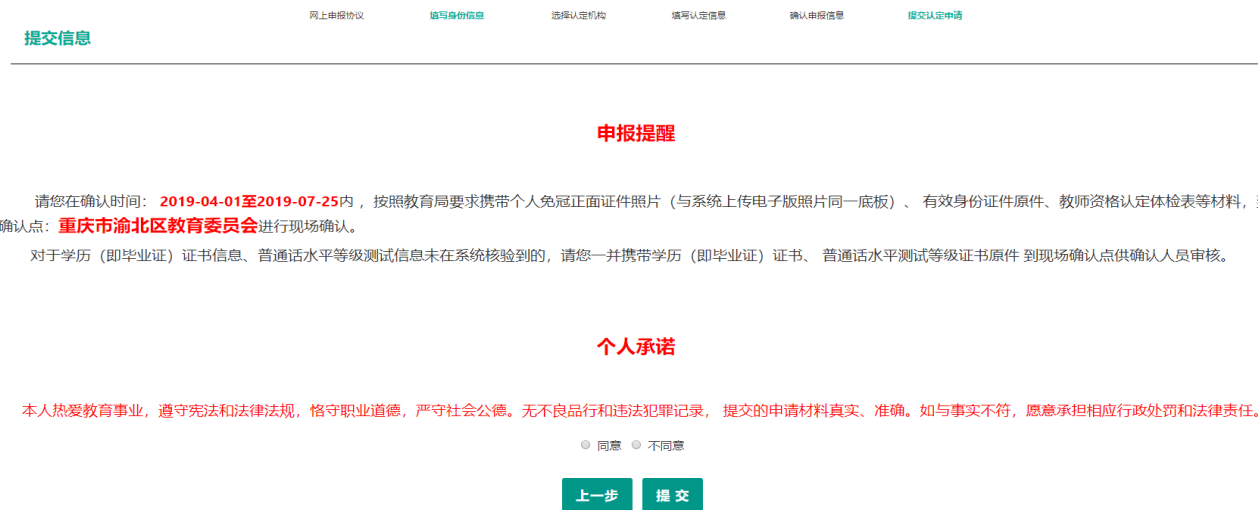 网上申报协议 填写身份信息 选择认定机构 填写认定信息 确认申报信息 提交认定申请
提交信息
申报提醒
请您在确认时间： 2019-04-01至2019-07-25内 ，按照教育局要求携带个人免冠正面证件照片（与系统上传电子版照片同一底板）、 有效身份证件原件、教师资格认定体检表等材料，
确认点：重庆市渝北区教育委员会进行现场确认。
对于学历（即毕业证）证书信息、普通话水平等级测试信息未在系统核验到的，请您一并携带学历（即毕业证）证书、 普通话水平测试等级证书原件 到现场确认点供确认人员审核。
个人承诺
本人热爱教育事业，遵守宪法和法律法规，恪守职业道德，严守社会公德。无不良品行和违法犯罪记录， 提交的申请材料真实、准确。如与事实不符，愿意承担相应行政处罚和法律责任。
同意 不同意
上一步 提 交